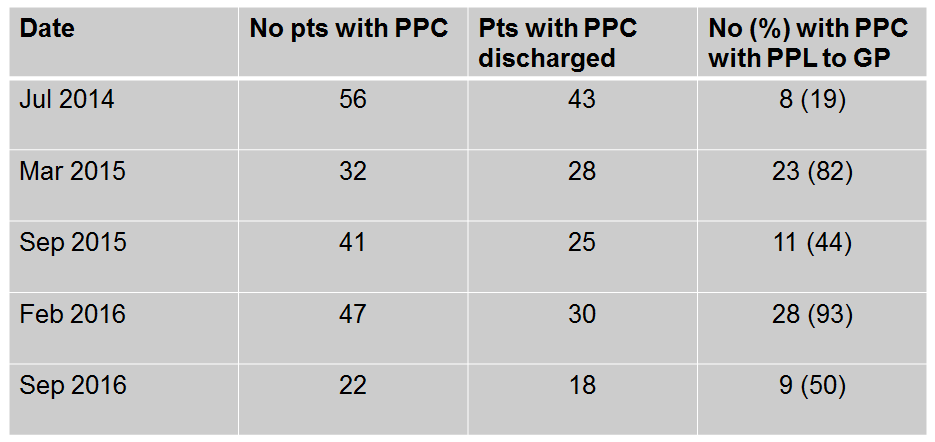 Date No pts with PPC Pts with PPC No (%) with PPC
discharged with PPL to GP
Jul 2014 56 43 8 (19)
Mar 2015 32 28 23 (82)
Sep 2015 41 25 11 (44)
Feb 2016 47 30 28 (93)
Sep 2016 22 18 9 (50)